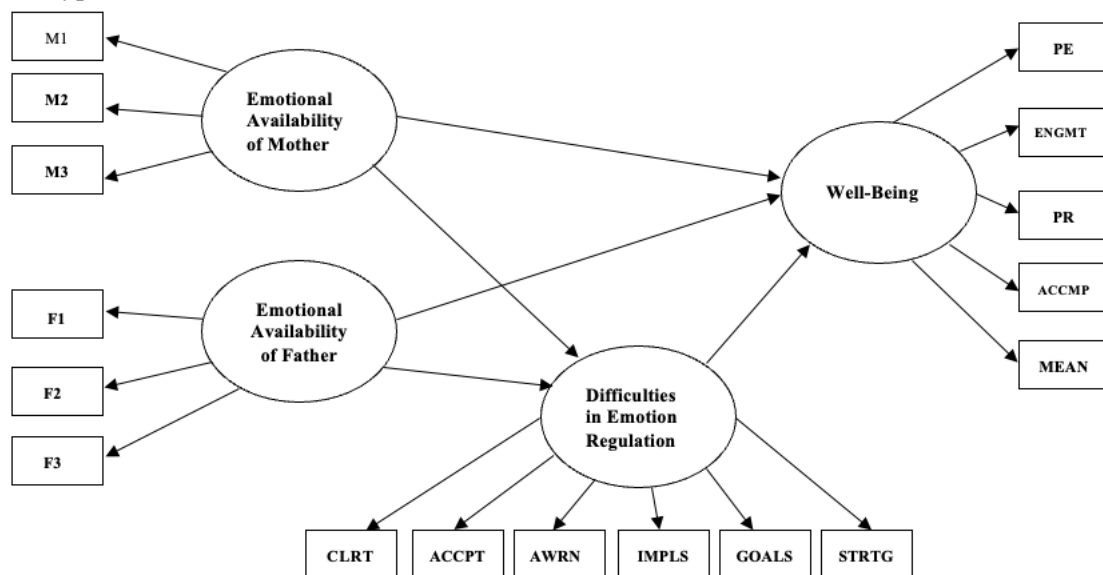 M1
M2
M3
Emotional
Availability
of Mother
F1
F2
F3
Emotional
Availability
of Father
Difficulties
in Emotion
Regulation
Well-Being
PE
ENGMT
PR
ACCMP
MEAN
CLRT
ACCPT
AWRN
IMPLS
GOALS
STRTG